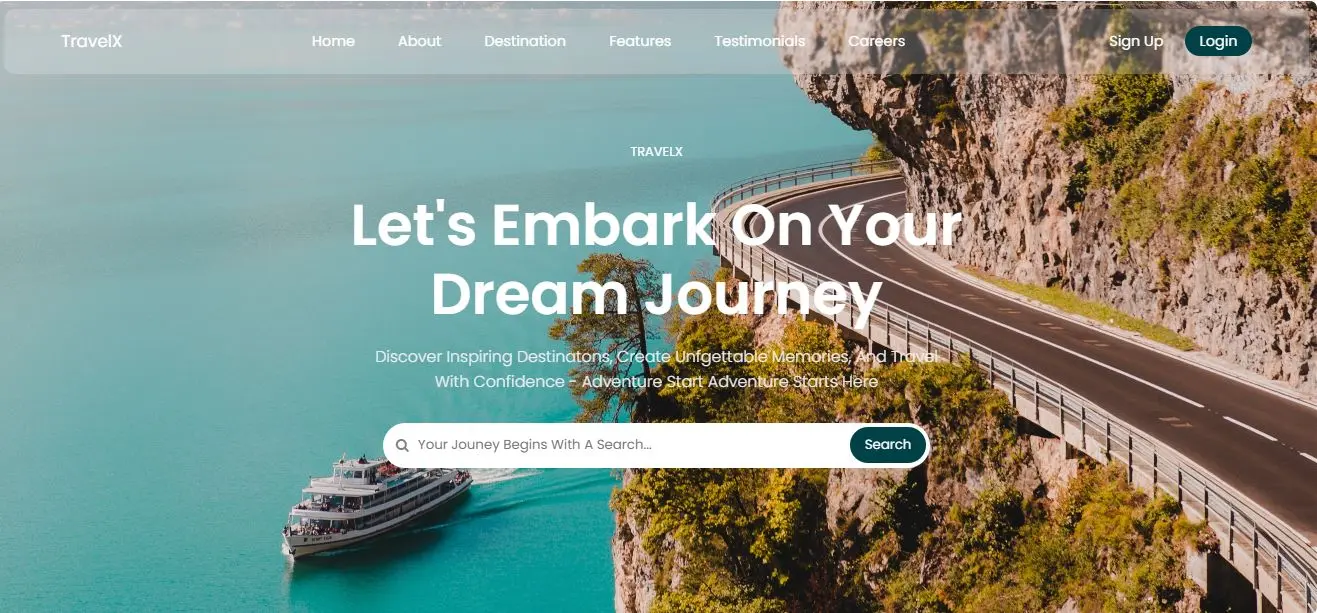 TravelX Home About Destination Features Testimonials Careers Sign Up Login
TRAVELX
Let's Embark On Your
Dream Journey
Discover Inspiring Destinatons, Create Unfgettable Memories, And Travel
With Confidence - Adventure Start Adventure Starts Here
Your Jouney Begins With A Search... Search